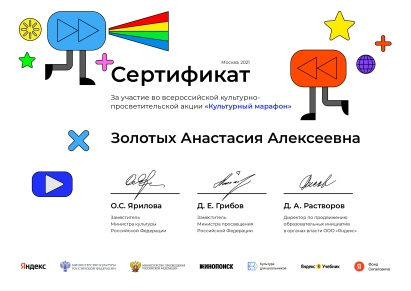 Москва, 2021
Сертификат
За участие во всероссийской культурно-
просветительской акции «Культурный марафон»
Золотых Анастасия Алексеевна
О.С. Ярилова
Заместитель
Министра культуры
Российской Федерации
Д. Е. Грибов
Заместитель
Министра просвещения
Российской Федерации
Д. А. Растворов
Директор по продвижению
образовательных инициатив
в органах власти ООО «Яндекс»
Яндекс
МИНИСТЕРСТВО КУЛЬТУРЫ
РОССИЙСКОЙ ФЕДЕРАЦИИ
МИНИСТЕРСТВО ПРОСВЕЩЕНИЯ
РОССИЙСКОЙ ФЕДЕРАЦИИ
КИНОПОИСК
Культура
для школьников
Яндекс Учебник
Фонд